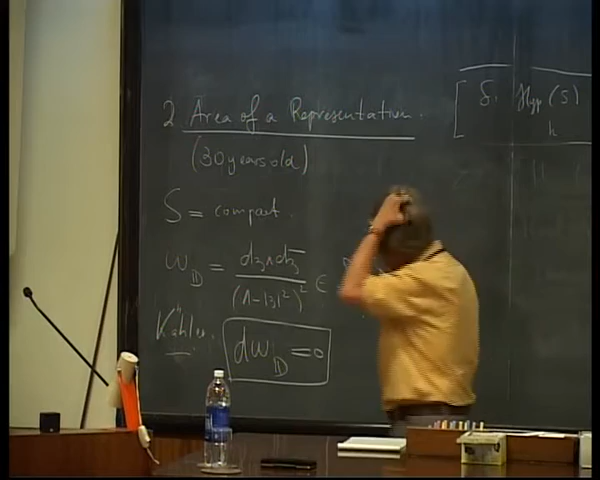 2 Area of a Representation.
(30 years old)
S = compact.
ω_D = dz∧dz̄ / (1-|z|²)² ∈
Kähler. dω_D = 0
Hyp(S)
h